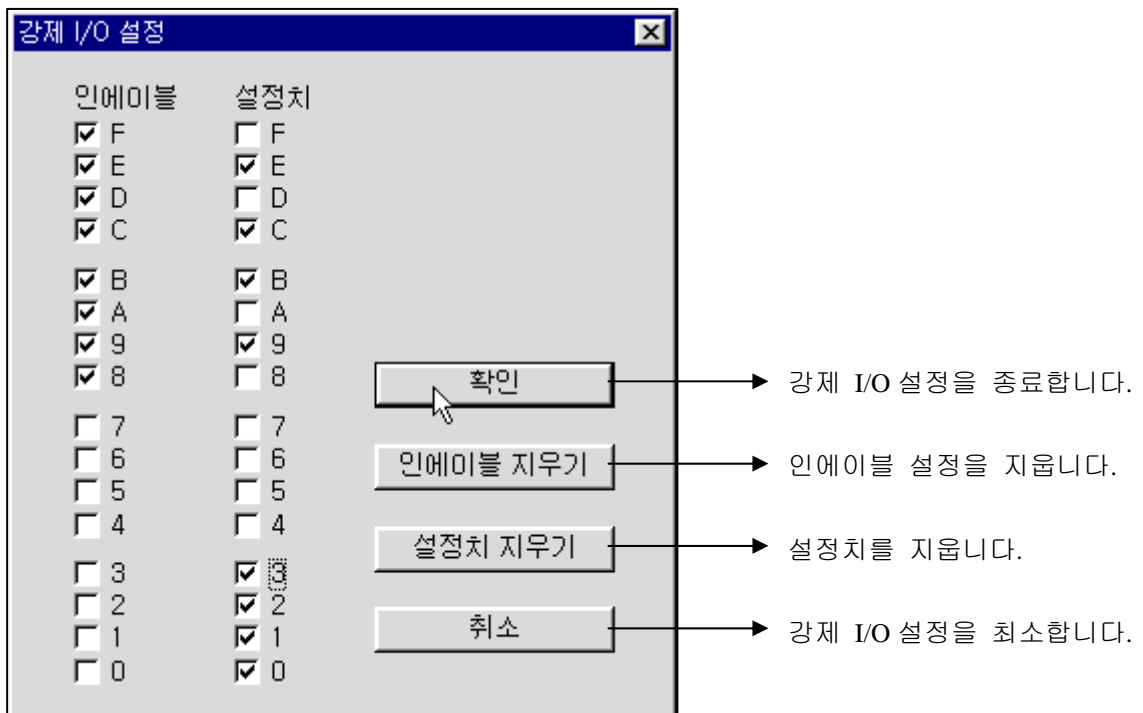 강제 I/O 설정
인에이블 설정치
F F
E E
D D
C C
B B
A A
9 9
8 8
확인 강제 I/O 설정을 종료합니다.
7 7
6 6
인에이블 지우기 인에이블 설정을 지웁니다.
5 5
4 4
설정치 지우기 설정치를 지웁니다.
3 3
2 2
취소 강제 I/O 설정을 최소합니다.
1 1
0 0